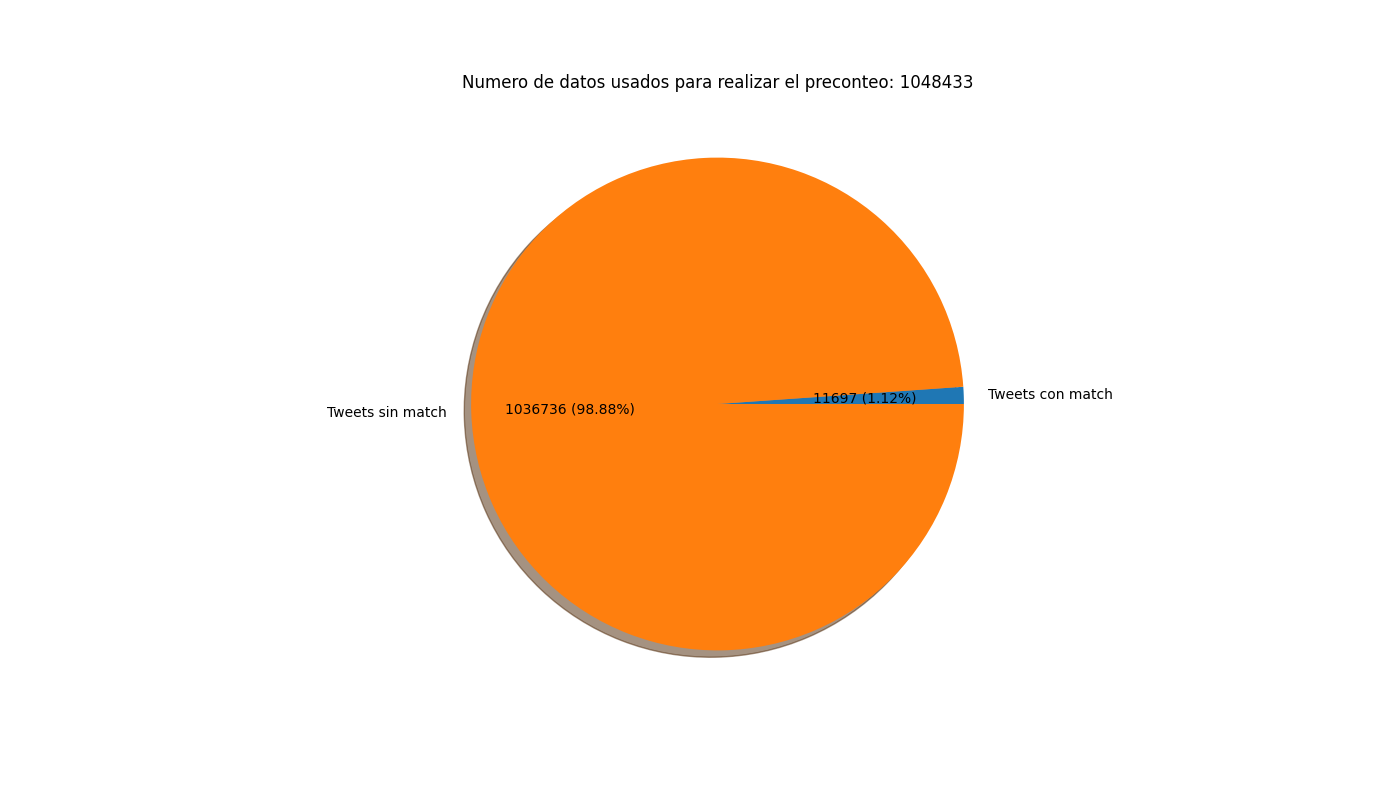 Numero de datos usados para realizar el preconteo: 1048433
Tweets con match
11697 (1.12%)
1036736 (98.88%)
Tweets sin match